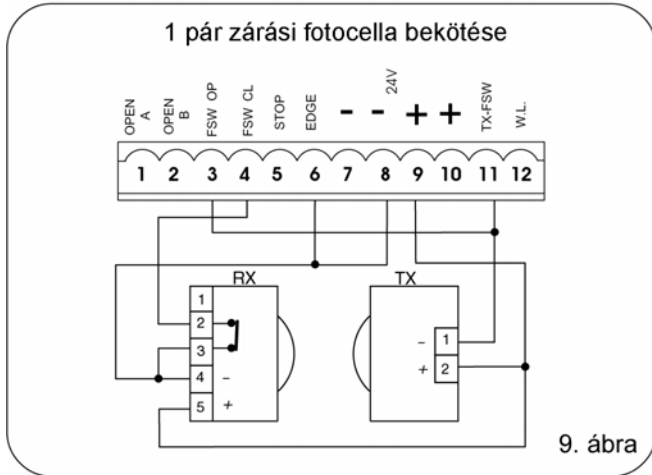 1 pár zárási fotocella bekötése
OPEN A
OPEN B
FSW OP
FSW CL
STOP
EDGE
-
-
24V
+
+
TX-FSW
W.L.
1 2 3 4 5 6 7 8 9 10 11 12
RX
TX
1
2
3
4 -
5 +
- 1
+ 2
9. ábra